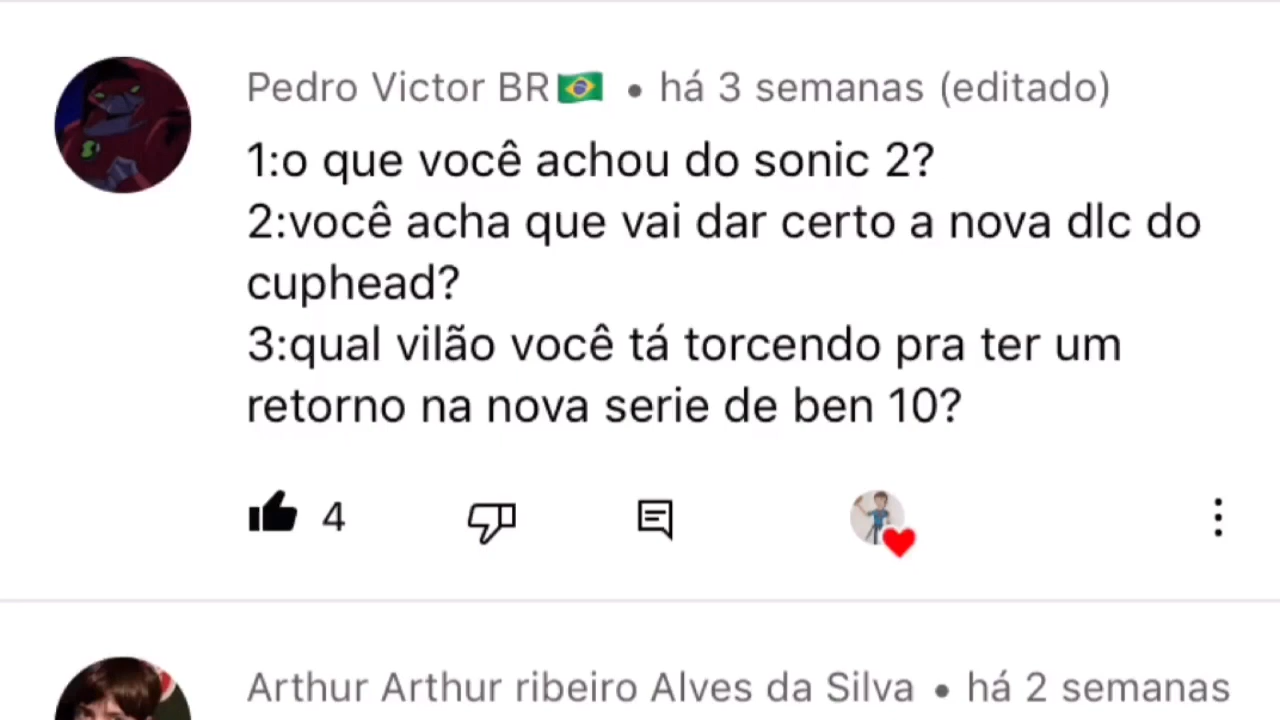 Pedro Victor BR🇧🇷 • há 3 semanas (editado)
1:o que você achou do sonic 2?
2:você acha que vai dar certo a nova dlc do
cuphead?
3:qual vilão você tá torcendo pra ter um
retorno na nova serie de ben 10?
4
Arthur Arthur ribeiro Alves da Silva • há 2 semanas